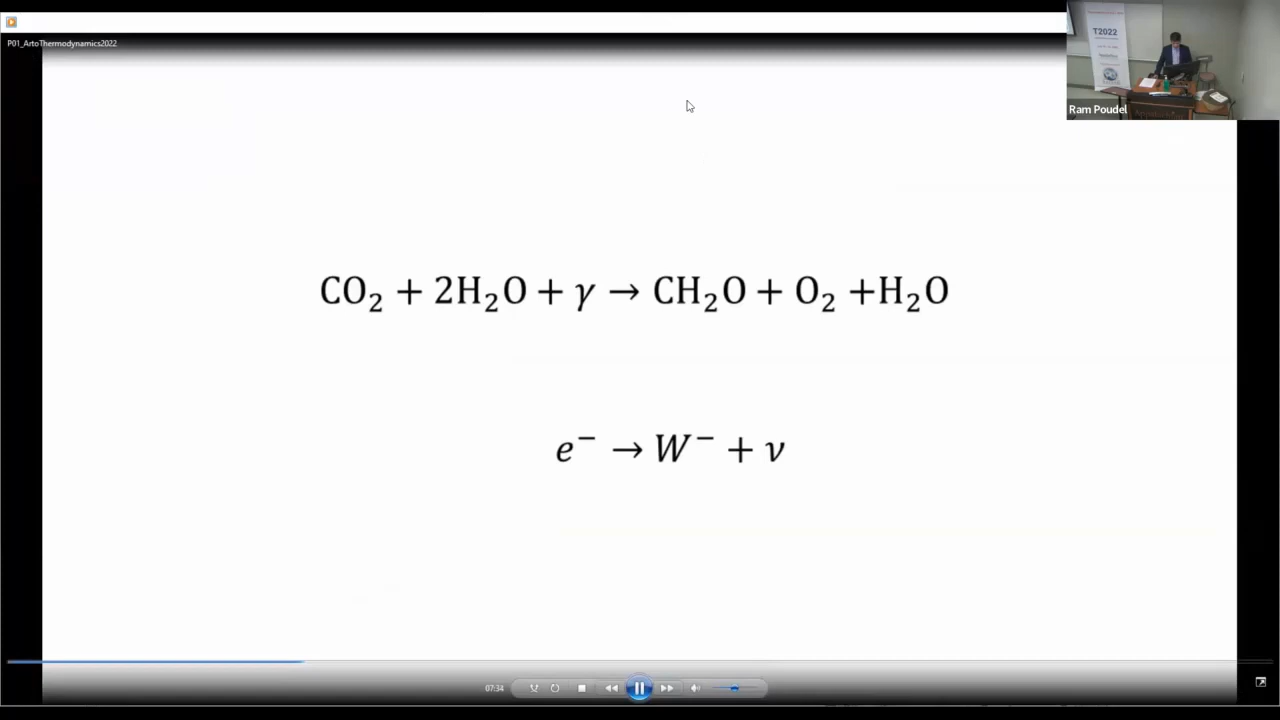 P01_ArtoThermodynamics2022
T2022
Ram Poudel
CO₂ + 2H₂O + γ → CH₂O + O₂ +H₂O
e⁻ → W⁻ + ν
07:34